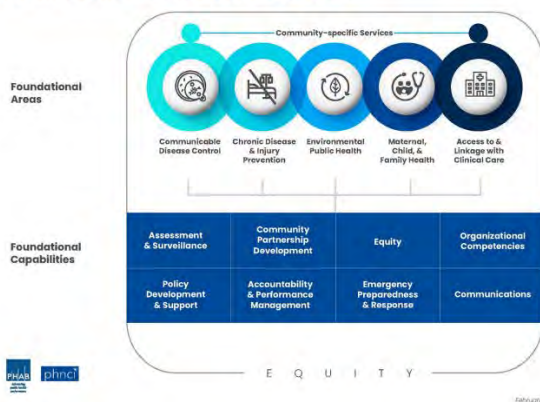 Community-specific Services
Foundational
Areas
Communicable
Disease Control
Chronic Disease
& Injury
Prevention
Environmental
Public Health
Maternal,
Child, &
Family Health
Access to &
Linkage with
Clinical Care
Foundational
Capabilities
Assessment
& Surveillance
Community
Partnership
Development
Equity
Organizational
Competencies
Policy
Development
& Support
Accountability
& Performance
Management
Emergency
Preparedness
& Response
Communications
PHAB
phnci
E Q U I T Y